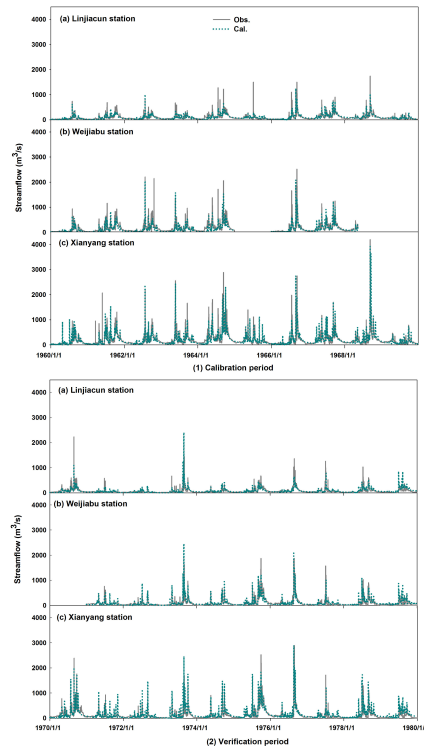 (a) Linjiacun station
Obs.
Cal.
4000
3000
2000
1000
0
(b) Weijiabu station
4000
3000
2000
1000
0
Streamflow (m³/s)
(c) Xianyang station
4000
3000
2000
1000
0
1960/1/1 1962/1/1 1964/1/1 1966/1/1 1968/1/1
(1) Calibration period
(a) Linjiacun station
4000
3000
2000
1000
0
(b) Weijiabu station
4000
3000
2000
1000
0
Streamflow (m³/s)
(c) Xianyang station
4000
3000
2000
1000
0
1970/1/1 1972/1/1 1974/1/1 1976/1/1 1978/1/1 1980/1/1
(2) Verification period